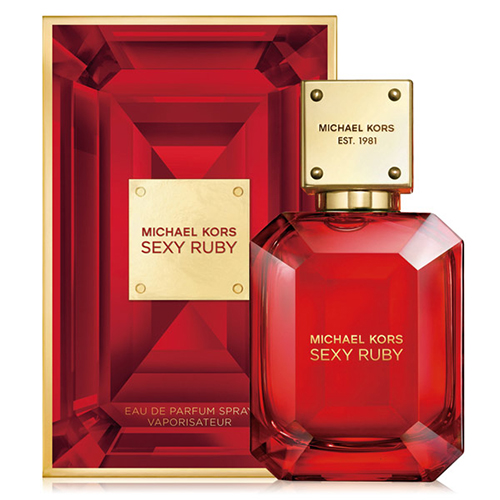 MICHAEL KORS
SEXY RUBY
EAU DE PARFUM SPRAY
VAPORISATEUR
MICHAEL KORS
EST. 1981
MICHAEL KORS
SEXY RUBY